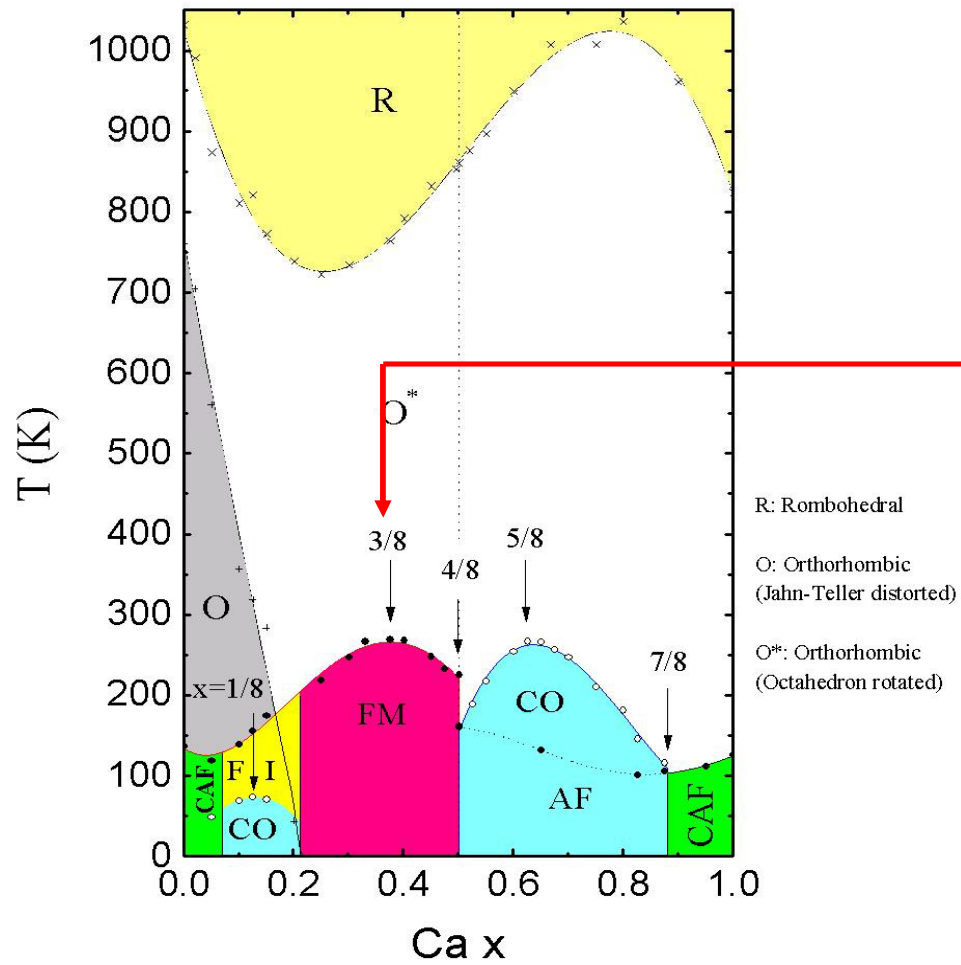 1000
900
800
700
600
500
400
300
200
100
0
T (K)
R
O*
3/8
5/8
4/8
O
x=1/8
7/8
FM
CO
F I
CAF
CO
AF
CAF
0.0
0.2
0.4
0.6
0.8
1.0
Ca x
R: Rombohedral
O: Orthorhombic
(Jahn-Teller distorted)
O*: Orthorhombic
(Octahedron rotated)